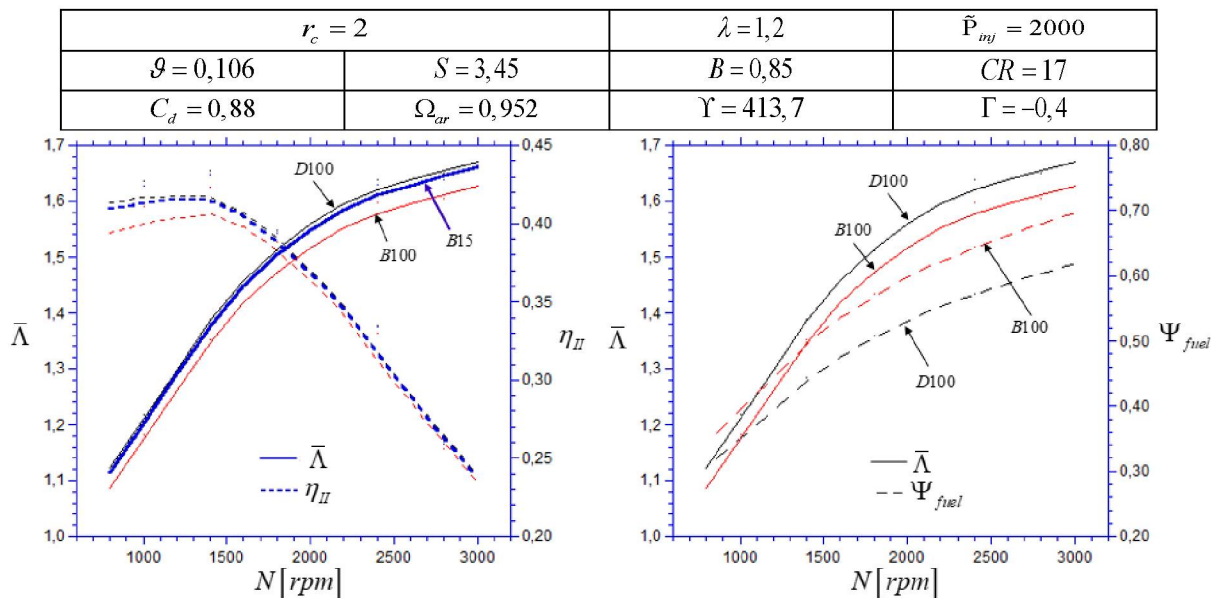 r_c = 2 λ = 1,2 P̃_inj = 2000
ϑ = 0,106 S = 3,45 B = 0,85 CR = 17
C_d = 0,88 Ω_ar = 0,952 ϒ = 413,7 Γ = −0,4
1,7 0,45 1,7 0,80
D100 D100
1,6 0,40 1,6 0,70
B100 B15 B100
1,5 1,5
0,35 0,60
1,4 1,4
Λ̄ η_II Λ̄ B100 Ψ_fuel
0,50
1,3 0,30 1,3 D100
0,40
1,2 1,2
Λ̄ 0,25 Λ̄ 0,30
1,1 η_II 1,1 Ψ_fuel
1,0 0,20 1,0 0,20
1000 1500 2000 2500 3000 1000 1500 2000 2500 3000
N[rpm] N[rpm]